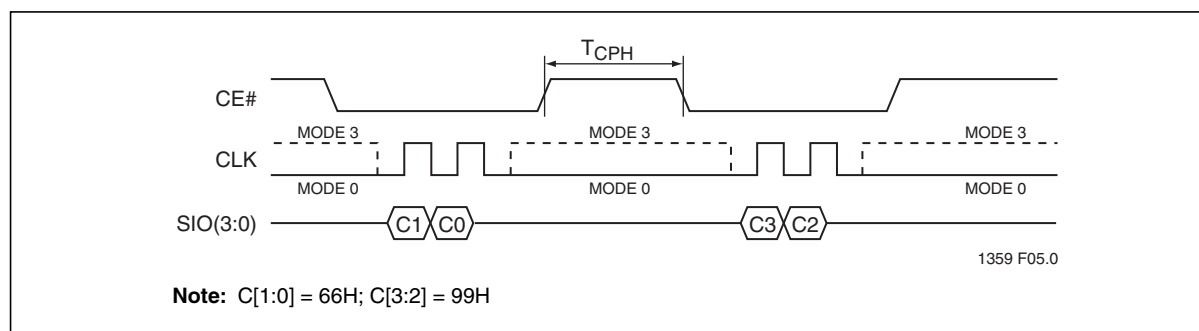 TCPH
CE#
MODE 3 MODE 3 MODE 3
CLK
MODE 0 MODE 0 MODE 0
SIO(3:0) C1 C0 C3 C2
1359 F05.0
Note: C[1:0] = 66H; C[3:2] = 99H